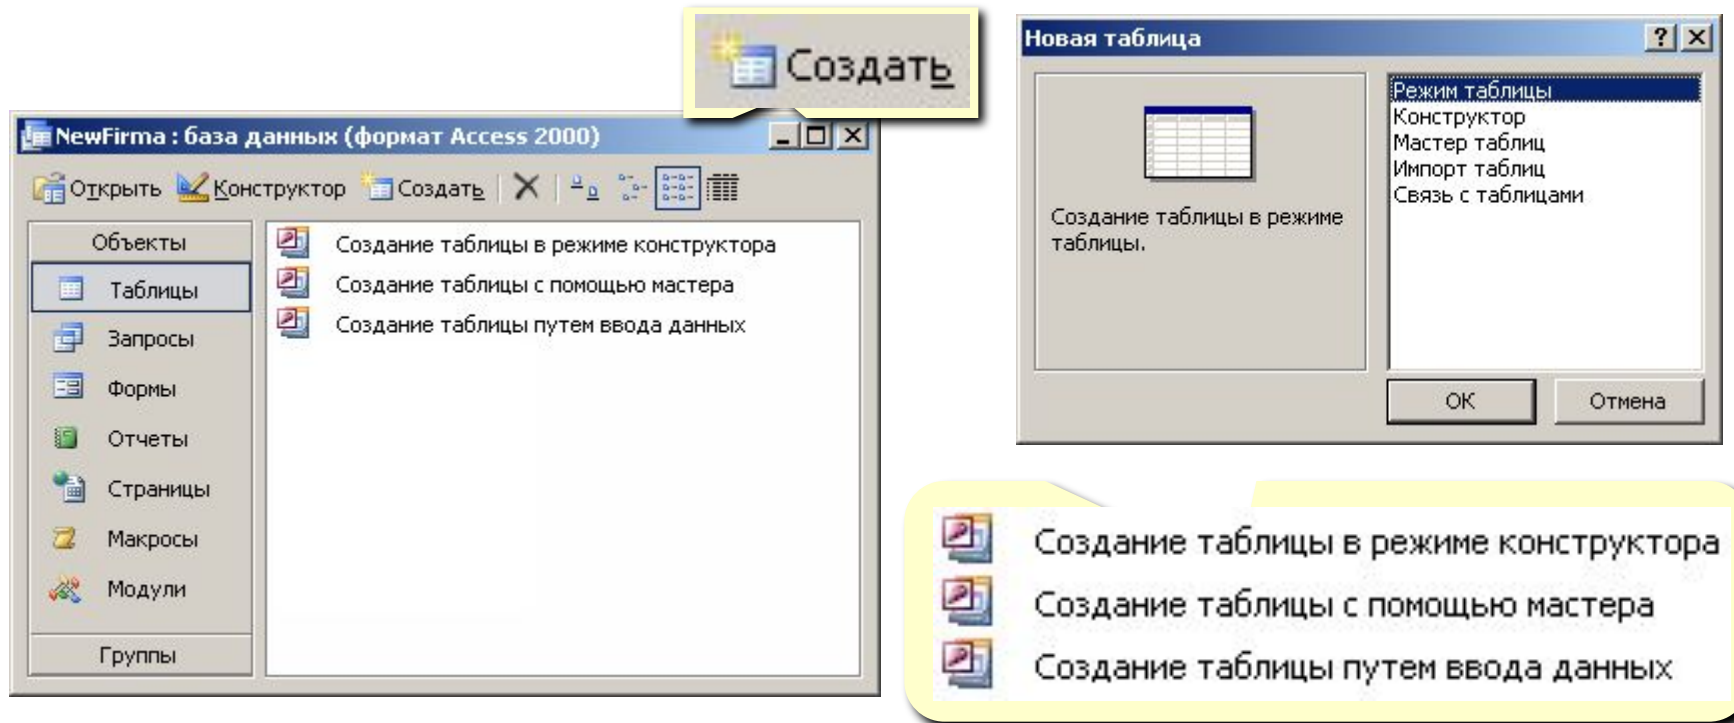 Создать
NewFirma : база данных (формат Access 2000)
Открыть Конструктор Создать
Объекты
Таблицы
Запросы
Формы
Отчеты
Страницы
Макросы
Модули
Группы
Создание таблицы в режиме конструктора
Создание таблицы с помощью мастера
Создание таблицы путем ввода данных
Новая таблица
Создание таблицы в режиме
таблицы.
Режим таблицы
Конструктор
Мастер таблиц
Импорт таблиц
Связь с таблицами
ОК
Отмена
Создание таблицы в режиме конструктора
Создание таблицы с помощью мастера
Создание таблицы путем ввода данных